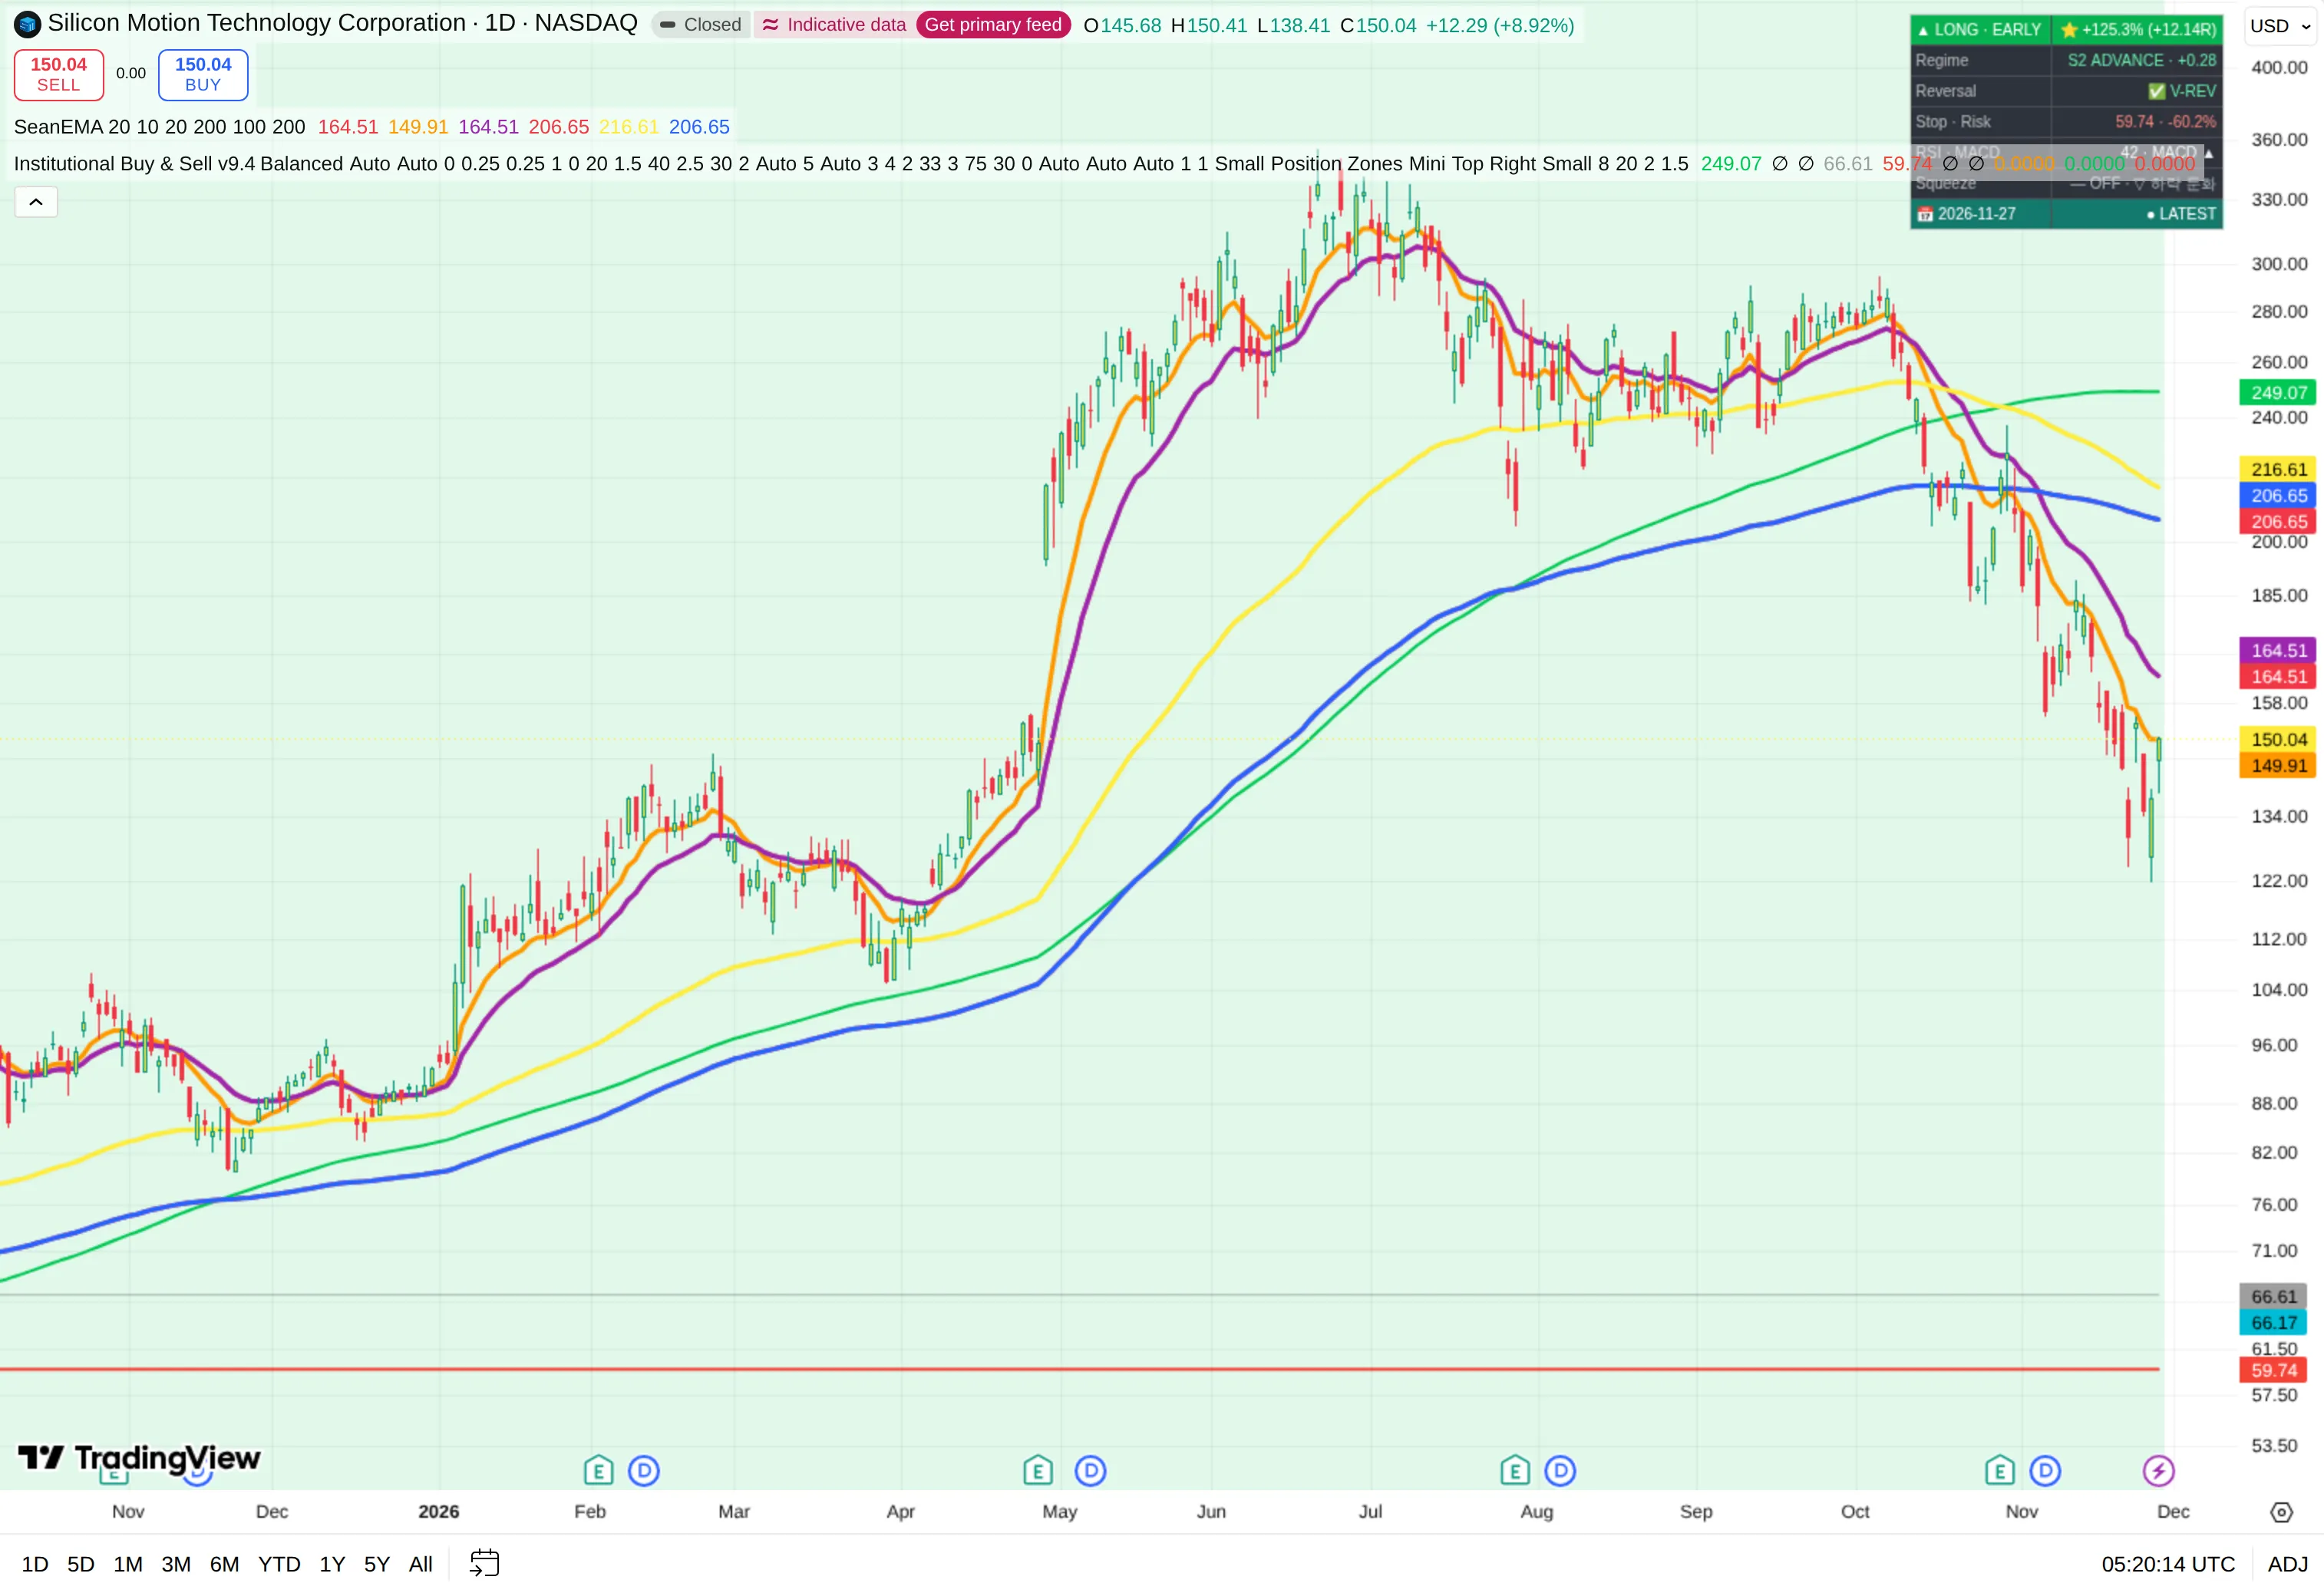 Silicon Motion Technology Corporation · 1D · NASDAQ Closed Indicative data Get primary feed O145.68 H150.41 L138.41 C150.04 +12.29 (+8.92%)
150.04 SELL 0.00 150.04 BUY
SeanEMA 20 10 20 200 100 200 164.51 149.91 164.51 206.65 216.61 206.65
Institutional Buy & Sell v9.4 Balanced Auto Auto 0 0.25 0.25 1 0 20 1.5 40 2.5 30 2 Auto 5 Auto 3 4 2 33 3 75 30 0 Auto Auto Auto 1 1 Small Position Zones Mini Top Right Small 8 20 2 1.5 249.07 ∅ ∅ 66.61 59.74 ∅ ∅ 0.0000 0.0000 0.0000
▲ LONG · EARLY ⭐ +125.3% (+12.14R)
Regime S2 ADVANCE · +0.28
Reversal ✅ V-REV
Stop · Risk 59.74 · -60.2%
RSI · MACD 42 · MACD ▲
Squeeze — OFF · ▽ 하락 둔화
📅 2026-11-27 ● LATEST
USD
400.00
360.00
330.00
300.00
280.00
260.00
249.07
240.00
216.61
206.65
206.65
200.00
185.00
164.51
164.51
158.00
150.04
149.91
134.00
122.00
112.00
104.00
96.00
88.00
82.00
76.00
71.00
66.61
66.17
61.50
59.74
57.50
53.50
TradingView
E D E D E D E D E D
Nov Dec 2026 Feb Mar Apr May Jun Jul Aug Sep Oct Nov Dec
1D 5D 1M 3M 6M YTD 1Y 5Y All 05:20:14 UTC ADJ